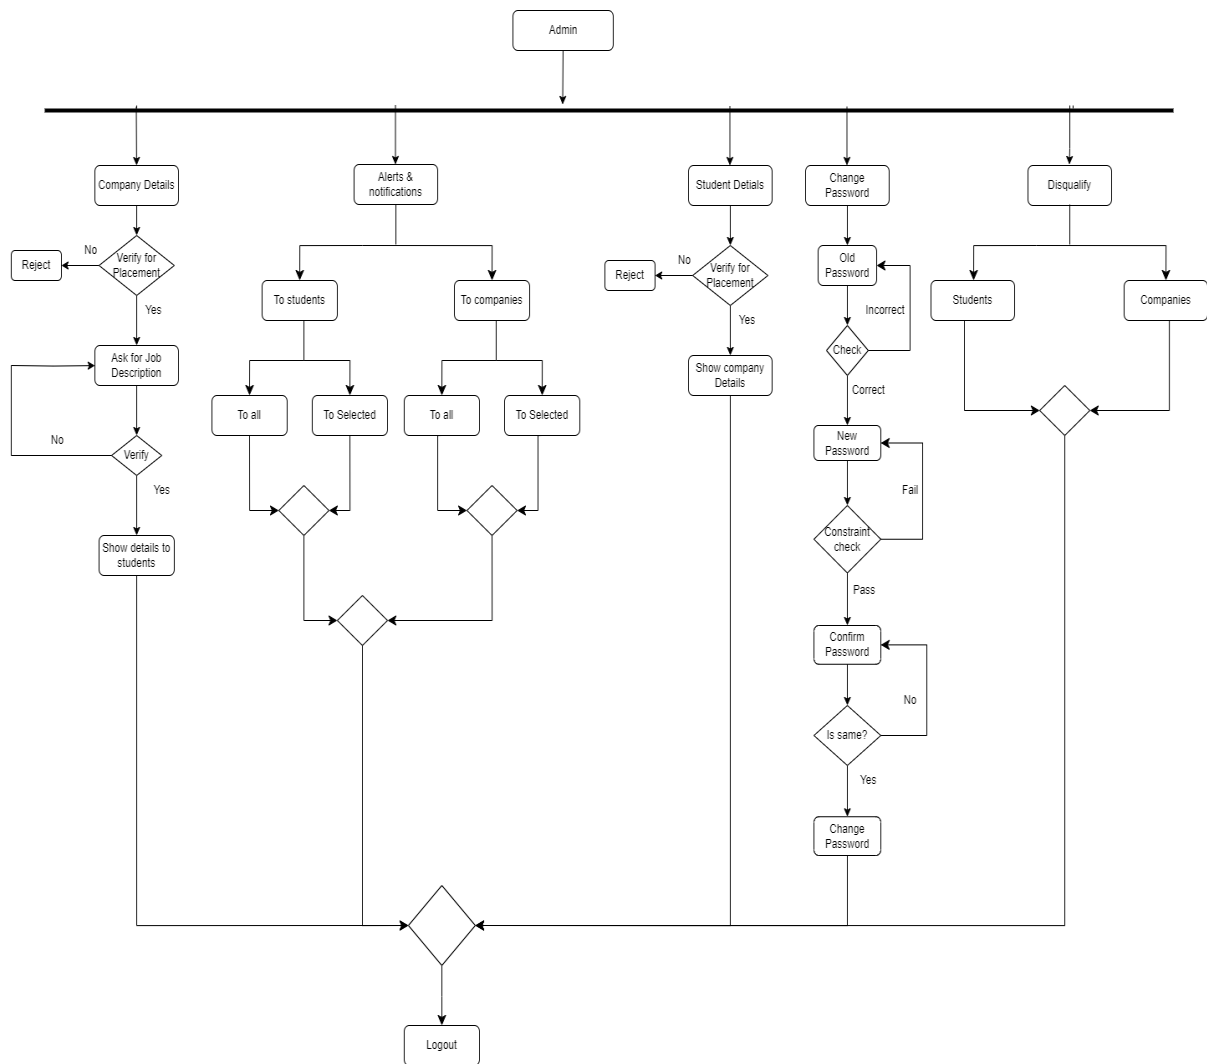 Admin
Company Details
Alerts &
notifications
Student Detials
Change
Password
Disqualify
Reject
No
Verify for
Placement
Yes
To students
To companies
Reject
No
Verify for
Placement
Yes
Old
Password
Incorrect
Check
Correct
Students
Companies
Ask for Job
Description
No
Verify
Yes
Show details to
students
To all
To Selected
To all
To Selected
Show company
Details
New
Password
Fail
Constraint
check
Pass
Confirm
Password
No
Is same?
Yes
Change
Password
Logout